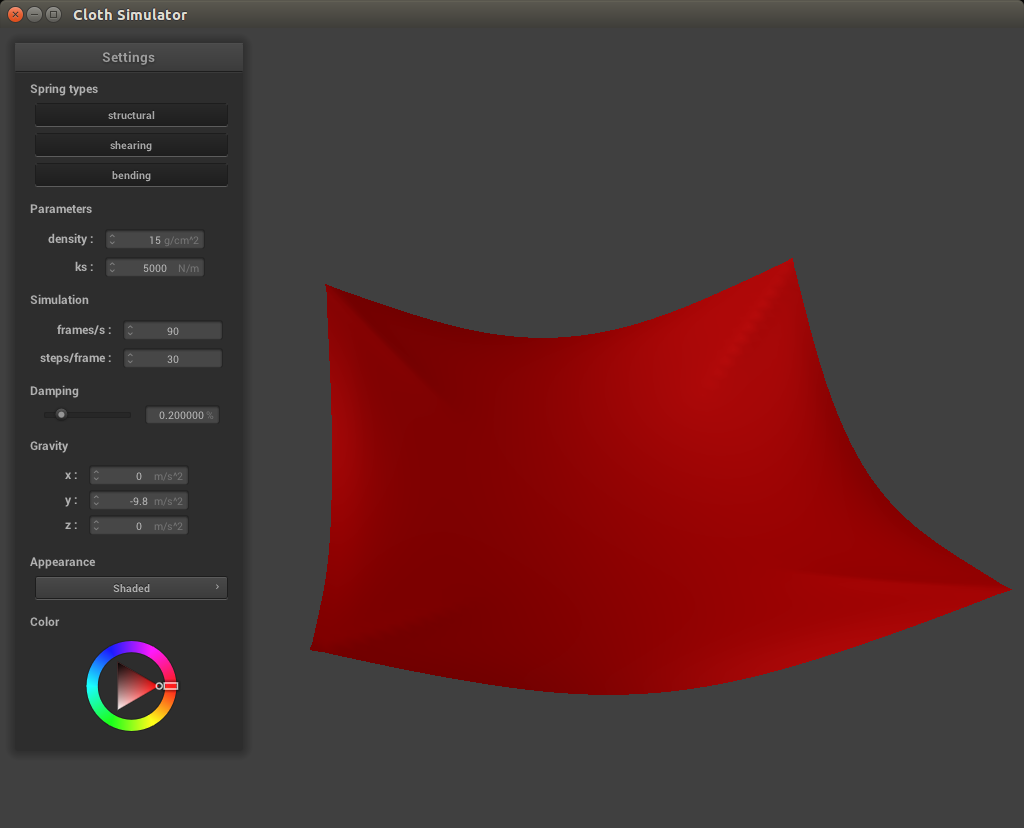 Cloth Simulator
Settings
Spring types
structural
shearing
bending
Parameters
density : 15 g/cm^2
ks : 5000 N/m
Simulation
frames/s : 90
steps/frame : 30
Damping
0.200000 %
Gravity
x : 0 m/s^2
y : -9.8 m/s^2
z : 0 m/s^2
Appearance
Shaded
Color